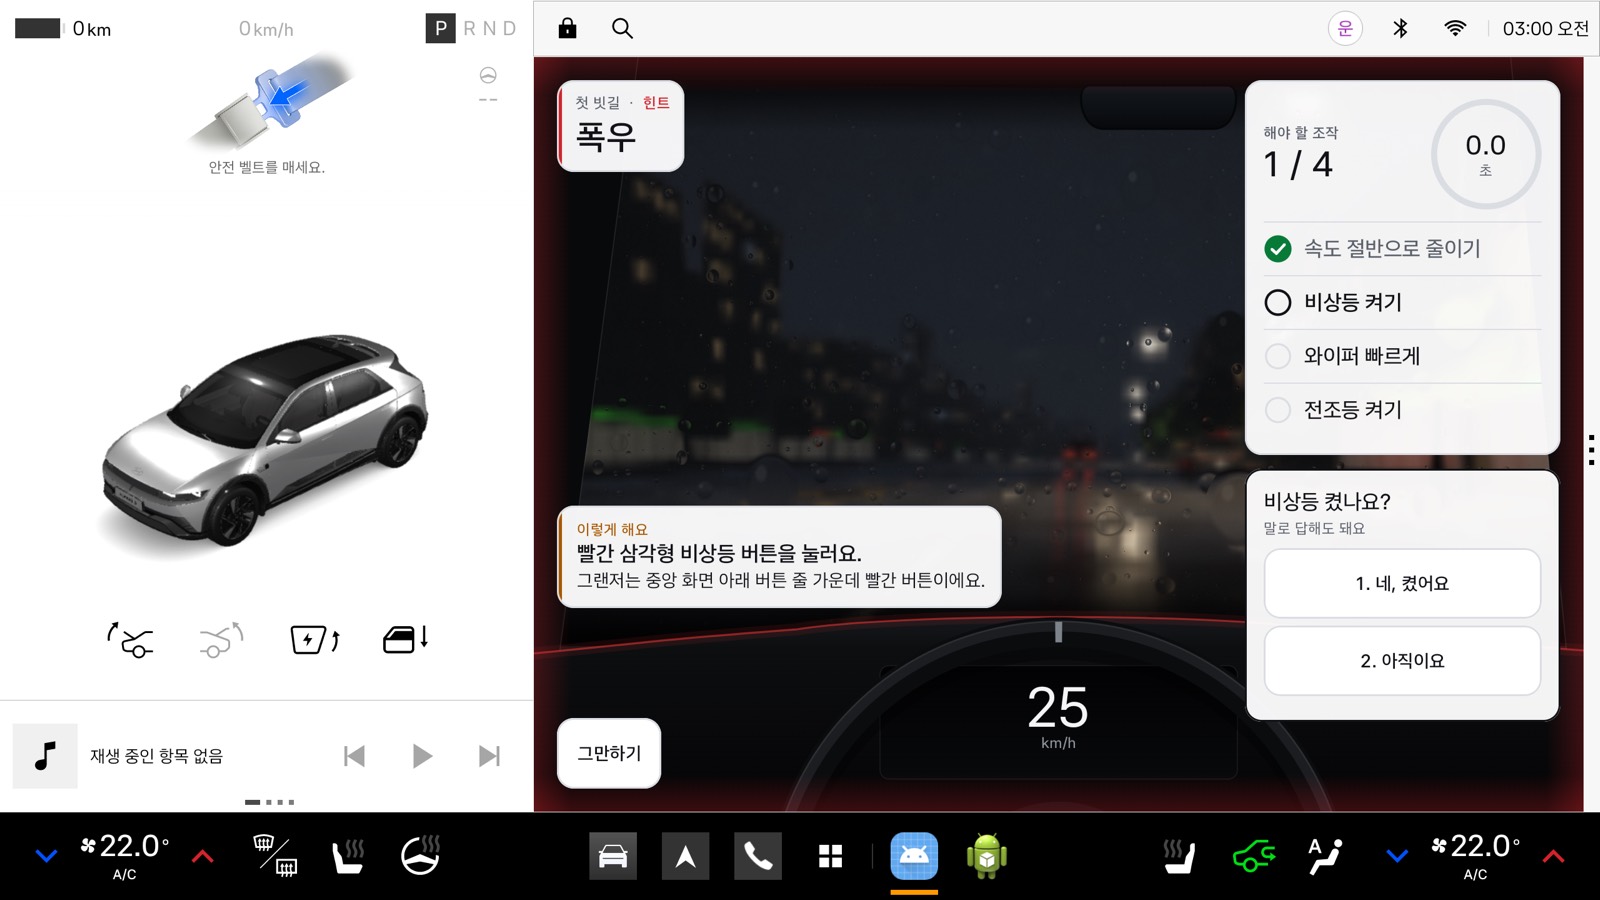 0 km
0 km/h
P R N D
안전 벨트를 매세요.
--
재생 중인 항목 없음
운
03:00 오전
첫 빗길 · 힌트
폭우
해야 할 조작
1 / 4
0.0
초
속도 절반으로 줄이기
비상등 켜기
와이퍼 빠르게
전조등 켜기
이렇게 해요
빨간 삼각형 비상등 버튼을 눌러요.
그랜저는 중앙 화면 아래 버튼 줄 가운데 빨간 버튼이에요.
비상등 켰나요?
말로 답해도 돼요
1. 네, 켰어요
2. 아직이요
25
km/h
그만하기
22.0°
A/C
A
22.0°
A/C